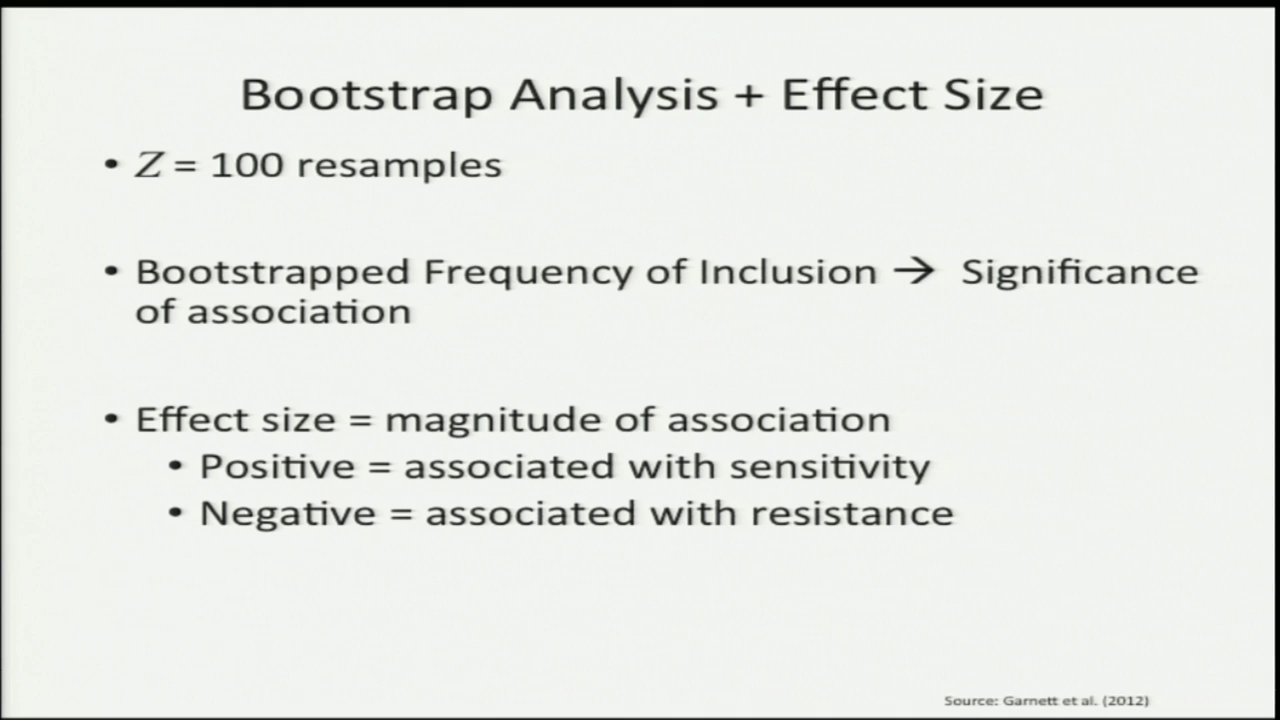 Bootstrap Analysis + Effect Size
• Z = 100 resamples
• Bootstrapped Frequency of Inclusion → Significance
of association
• Effect size = magnitude of association
• Positive = associated with sensitivity
• Negative = associated with resistance
Source: Garnett et al. (2012)